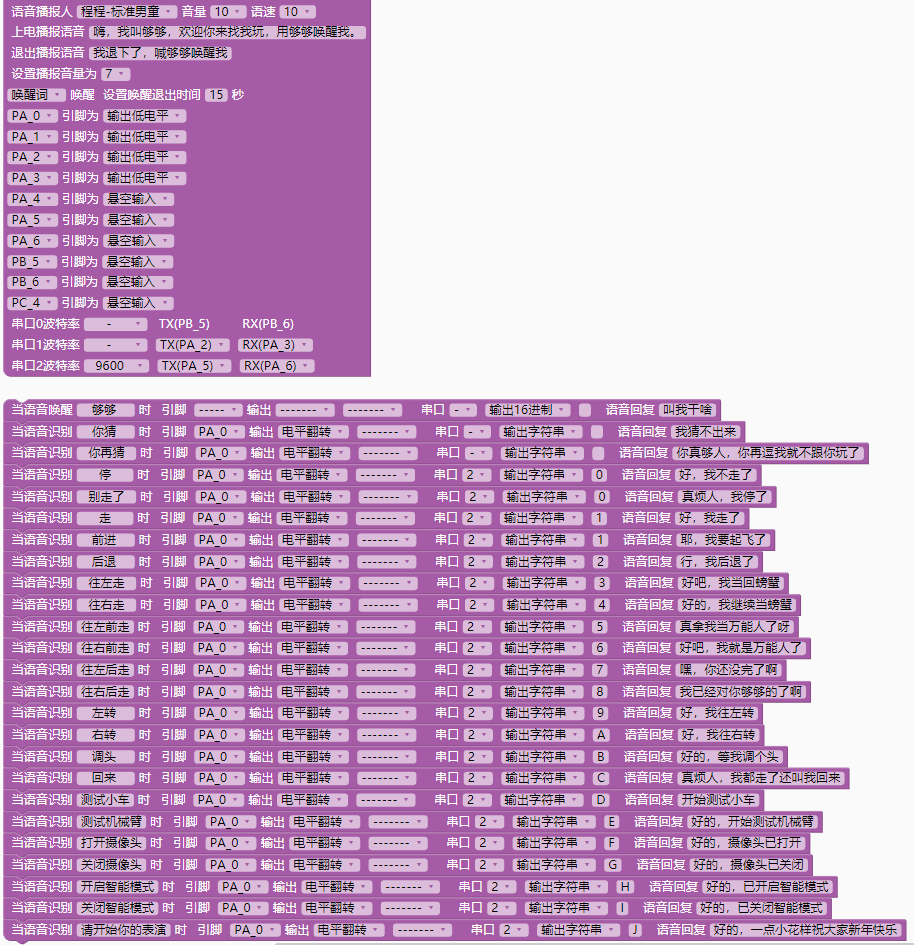 语音播报人 程程-标准男童 音量 10 语速 10
上电播报语音 嗨，我叫够够，欢迎你来找我玩，用够够唤醒我。
退出播报语音 我退下了，喊够够唤醒我
设置播报音量为 7
唤醒词 唤醒 设置唤醒退出时间 15 秒
PA_0 引脚为 输出低电平
PA_1 引脚为 输出低电平
PA_2 引脚为 输出低电平
PA_3 引脚为 输出低电平
PA_4 引脚为 悬空输入
PA_5 引脚为 悬空输入
PA_6 引脚为 悬空输入
PB_5 引脚为 悬空输入
PB_6 引脚为 悬空输入
PC_4 引脚为 悬空输入
串口0波特率 - TX(PB_5) RX(PB_6)
串口1波特率 - TX(PA_2) RX(PA_3)
串口2波特率 9600 TX(PA_5) RX(PA_6)
当语音唤醒 够够 时 引脚 ----- 输出 ------- ------- 串口 - 输出16进制 语音回复 叫我干啥
当语音识别 你猜 时 引脚 PA_0 输出 电平翻转 ------- 串口 - 输出字符串 语音回复 我猜不出来
当语音识别 你再猜 时 引脚 PA_0 输出 电平翻转 ------- 串口 - 输出字符串 语音回复 你真够人，你再逗我就不跟你玩了
当语音识别 停 时 引脚 PA_0 输出 电平翻转 ------- 串口 2 输出字符串 0 语音回复 好，我不走了
当语音识别 别走了 时 引脚 PA_0 输出 电平翻转 ------- 串口 2 输出字符串 0 语音回复 真烦人，我停了
当语音识别 走 时 引脚 PA_0 输出 电平翻转 ------- 串口 2 输出字符串 1 语音回复 好，我走了
当语音识别 前进 时 引脚 PA_0 输出 电平翻转 ------- 串口 2 输出字符串 1 语音回复 耶，我要起飞了
当语音识别 后退 时 引脚 PA_0 输出 电平翻转 ------- 串口 2 输出字符串 2 语音回复 行，我后退了
当语音识别 往左走 时 引脚 PA_0 输出 电平翻转 ------- 串口 2 输出字符串 3 语音回复 好吧，我当回螃蟹
当语音识别 往右走 时 引脚 PA_0 输出 电平翻转 ------- 串口 2 输出字符串 4 语音回复 好的，我继续当螃蟹
当语音识别 往左前走 时 引脚 PA_0 输出 电平翻转 ------- 串口 2 输出字符串 5 语音回复 真拿我当万能人了呀
当语音识别 往右前走 时 引脚 PA_0 输出 电平翻转 ------- 串口 2 输出字符串 6 语音回复 好吧，我就是万能人了
当语音识别 往左后走 时 引脚 PA_0 输出 电平翻转 ------- 串口 2 输出字符串 7 语音回复 嘿，你还没完了啊
当语音识别 往右后走 时 引脚 PA_0 输出 电平翻转 ------- 串口 2 输出字符串 8 语音回复 我已经对你够够的了啊
当语音识别 左转 时 引脚 PA_0 输出 电平翻转 ------- 串口 2 输出字符串 9 语音回复 好，我往左转
当语音识别 右转 时 引脚 PA_0 输出 电平翻转 ------- 串口 2 输出字符串 A 语音回复 好，我往右转
当语音识别 调头 时 引脚 PA_0 输出 电平翻转 ------- 串口 2 输出字符串 B 语音回复 好的，等我调个头
当语音识别 回来 时 引脚 PA_0 输出 电平翻转 ------- 串口 2 输出字符串 C 语音回复 真烦人，我都走了还叫我回来
当语音识别 测试小车 时 引脚 PA_0 输出 电平翻转 ------- 串口 2 输出字符串 D 语音回复 开始测试小车
当语音识别 测试机械臂 时 引脚 PA_0 输出 电平翻转 ------- 串口 2 输出字符串 E 语音回复 好的，开始测试机械臂
当语音识别 打开摄像头 时 引脚 PA_0 输出 电平翻转 ------- 串口 2 输出字符串 F 语音回复 好的，摄像头已打开
当语音识别 关闭摄像头 时 引脚 PA_0 输出 电平翻转 ------- 串口 2 输出字符串 G 语音回复 好的，摄像头已关闭
当语音识别 开启智能模式 时 引脚 PA_0 输出 电平翻转 ------- 串口 2 输出字符串 H 语音回复 好的，已开启智能模式
当语音识别 关闭智能模式 时 引脚 PA_0 输出 电平翻转 ------- 串口 2 输出字符串 I 语音回复 好的，已关闭智能模式
当语音识别 请开始你的表演 时 引脚 PA_0 输出 电平翻转 ------- 串口 2 输出字符串 J 语音回复 好的，一点小花样祝大家新年快乐